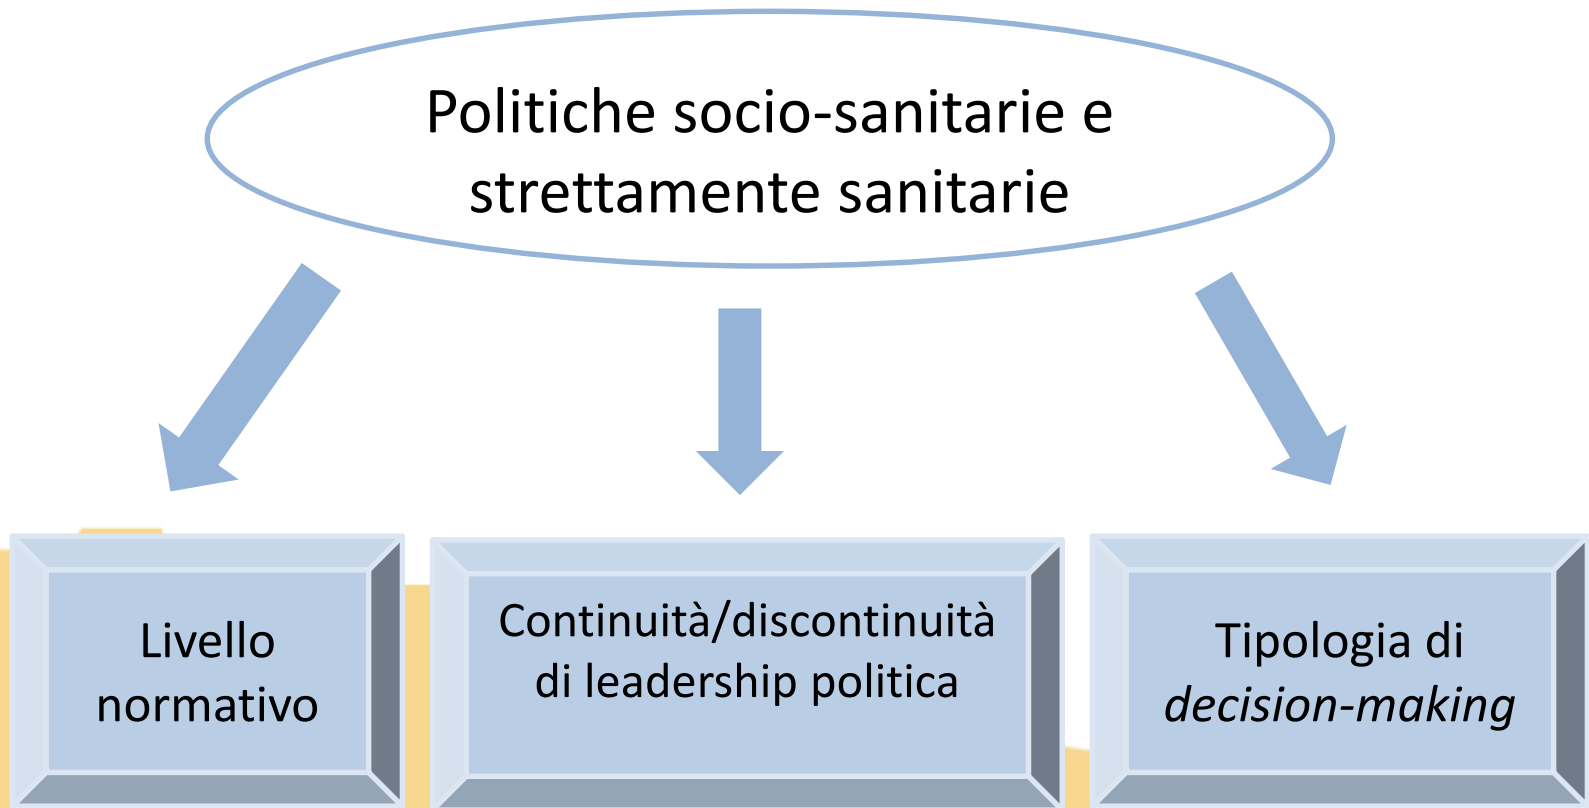 Politiche socio-sanitarie e
strettamente sanitarie
Livello
normativo
Continuità/discontinuità
di leadership politica
Tipologia di
decision-making